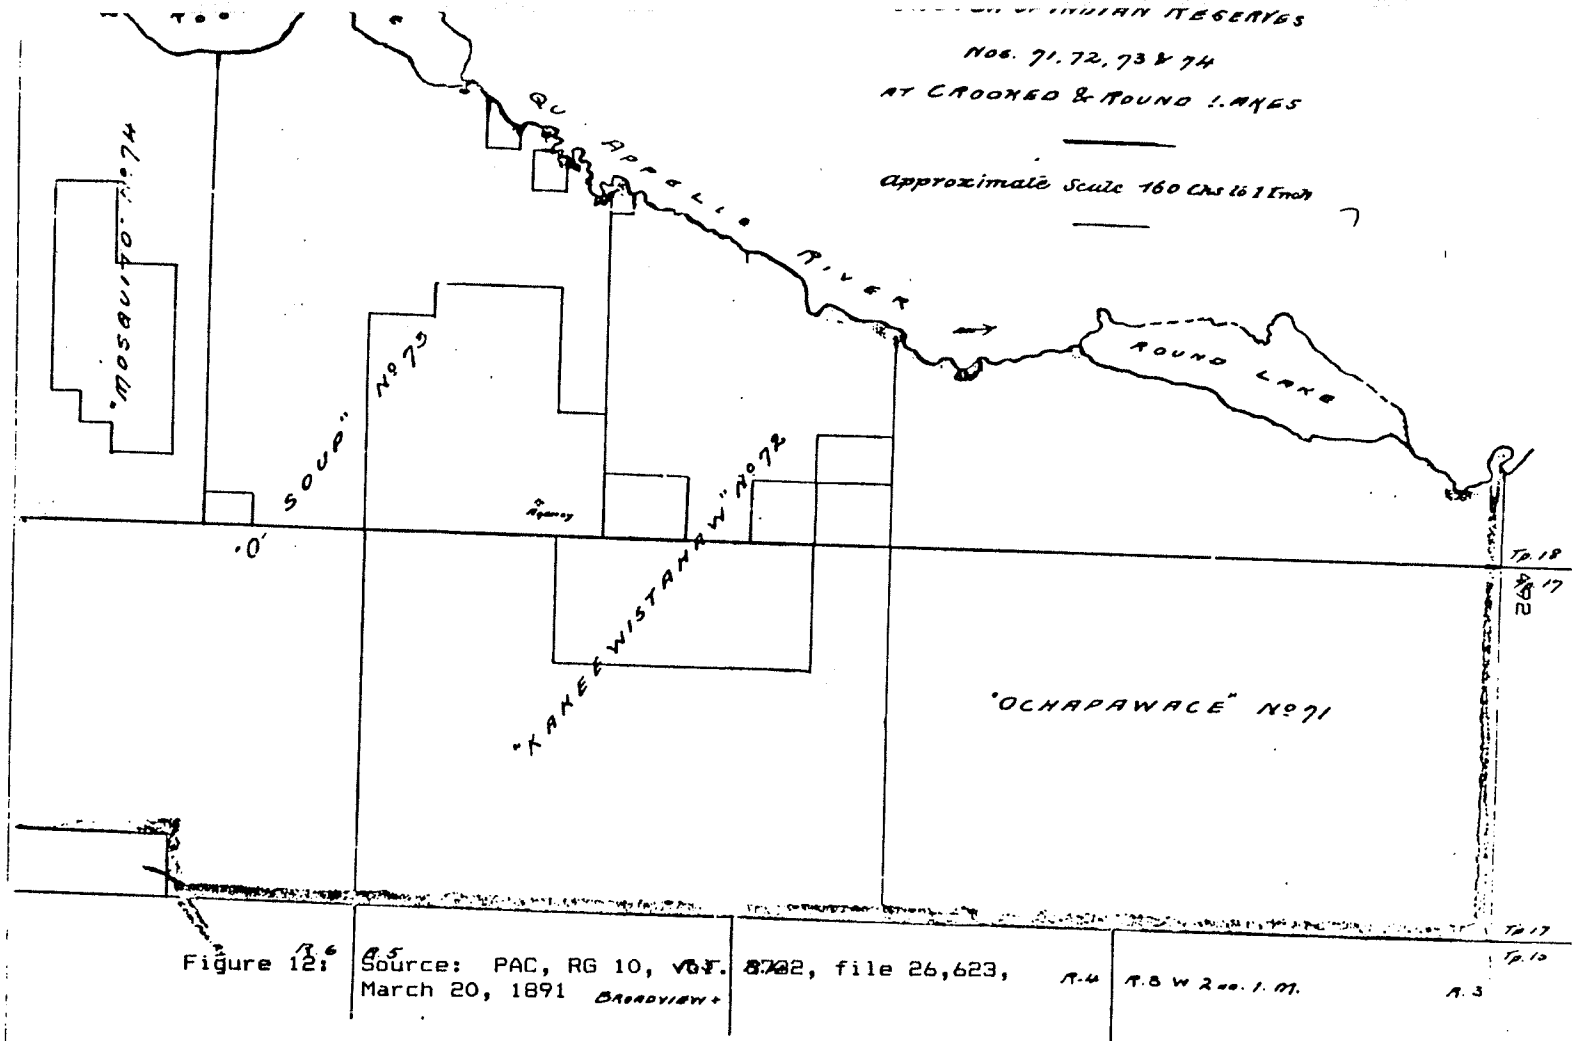 OF INDIAN RESERVES
Nos. 71, 72, 73 & 74
AT CROOKED & ROUND LAKES
Approximate Scale 160 Chs to 1 Inch
QU APPELLE RIVER
ROUND LAKE
"MOSQUITO" No 74
SOUP" No 73
"KAKEEWISTAHAW" No 72
Agency
"OCHAPAWACE" No 71
Tp. 18
Tp. 17
Tp. 17
R. 6
R. 5
Figure 12: Source: PAC, RG 10, file 26,623,
March 20, 1891
BROADVIEW +
R. 4
R. 3